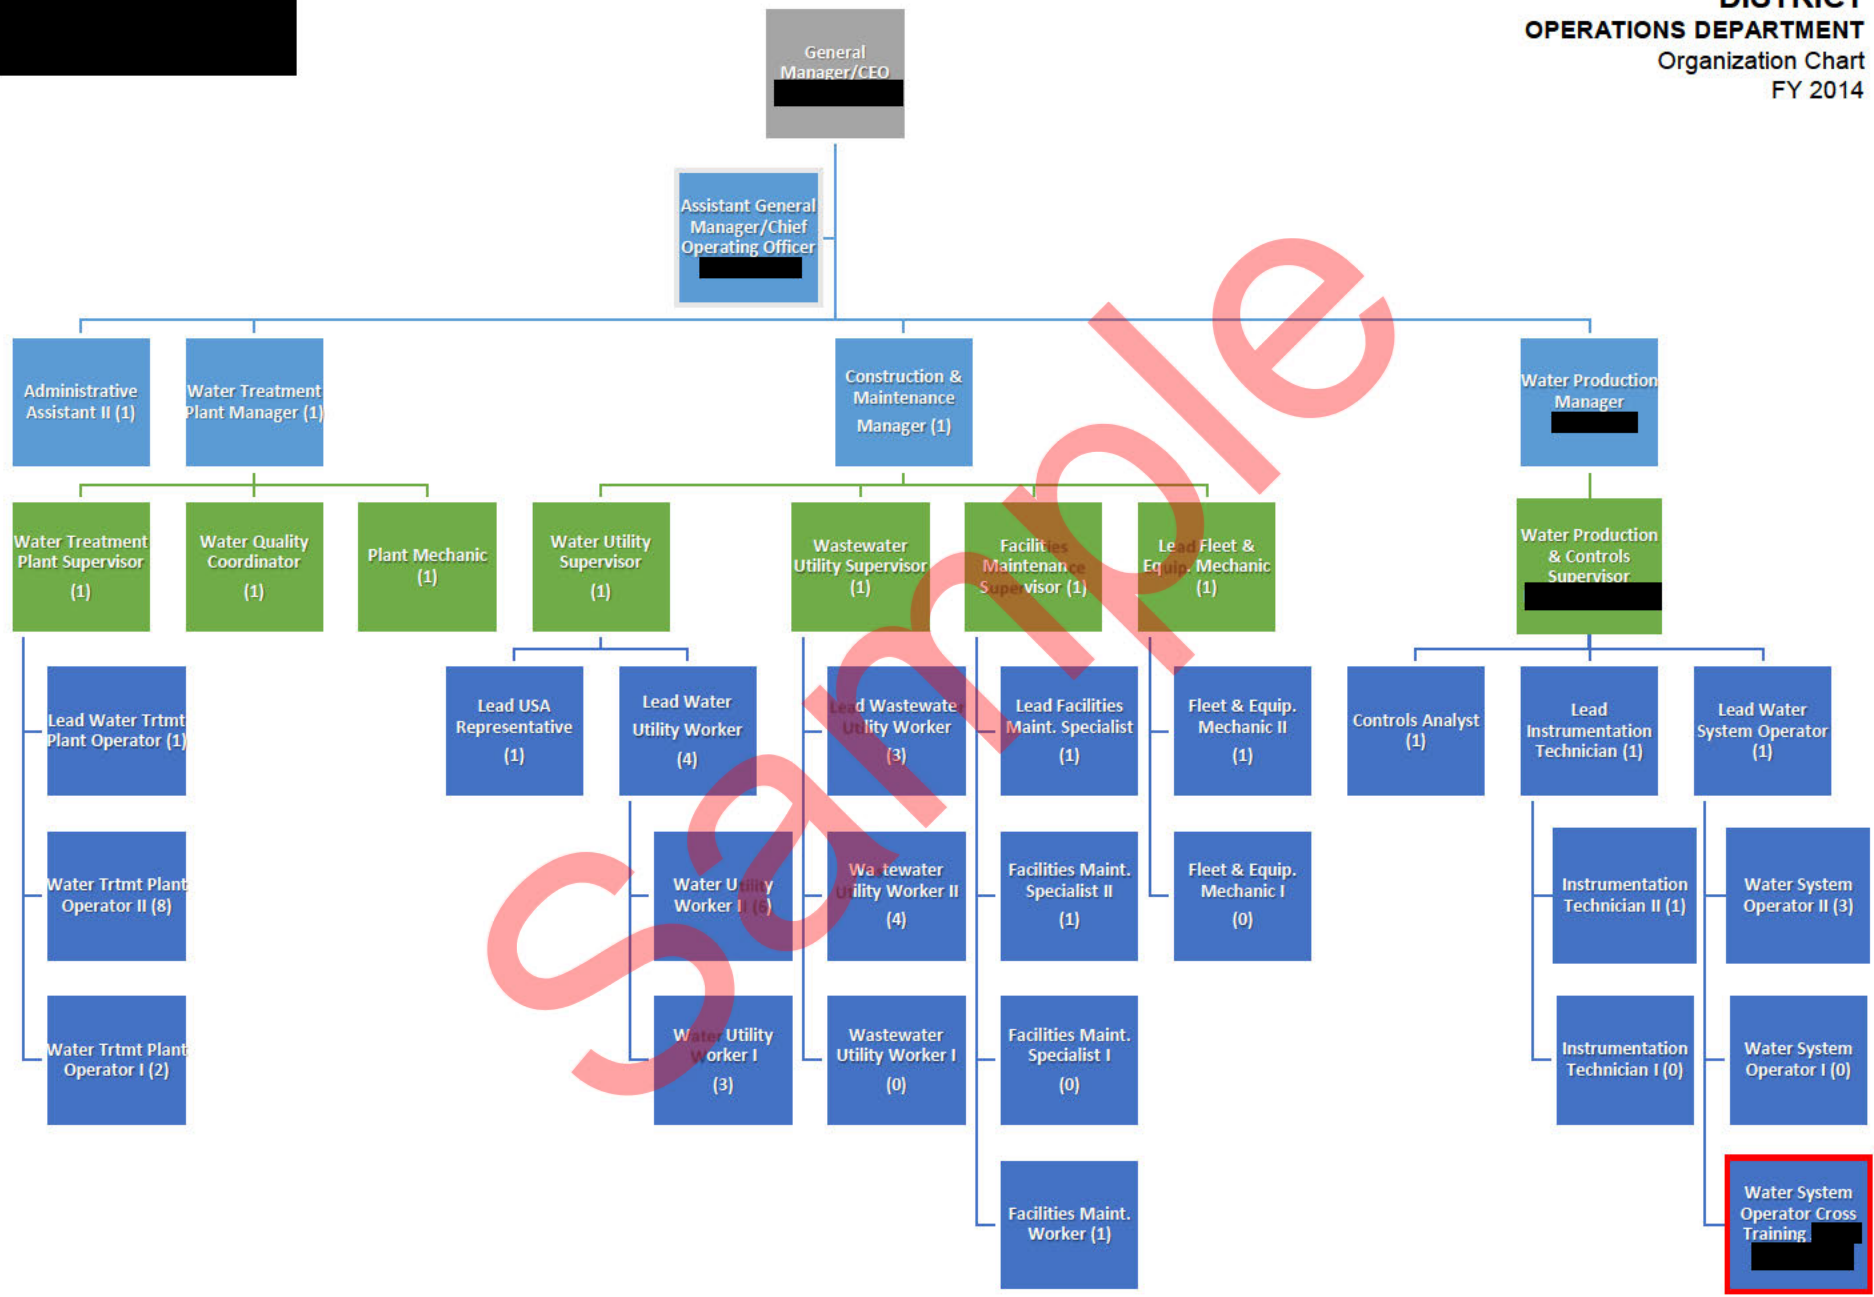 DISTRICT
OPERATIONS DEPARTMENT
Organization Chart
FY 2014
General
Manager/CEO
Assistant General
Manager/Chief
Operating Officer
Administrative
Assistant II (1)
Water Treatment
Plant Manager (1)
Construction &
Maintenance
Manager (1)
Water Production
Manager
Water Treatment
Plant Supervisor
(1)
Water Quality
Coordinator
(1)
Plant Mechanic
(1)
Water Utility
Supervisor
(1)
Wastewater
Utility Supervisor
(1)
Facilities
Maintenance
Supervisor (1)
Lead Fleet &
Equip. Mechanic
(1)
Water Production
& Controls
Supervisor
Lead Water Trtmt
Plant Operator (1)
Water Trtmt Plant
Operator II (8)
Water Trtmt Plant
Operator I (2)
Lead USA
Representative
(1)
Lead Water
Utility Worker
(4)
Water Utility
Worker II (6)
Water Utility
Worker I
(3)
Lead Wastewater
Utility Worker
(3)
Wastewater
Utility Worker II
(4)
Wastewater
Utility Worker I
(0)
Lead Facilities
Maint. Specialist
(1)
Facilities Maint.
Specialist II
(1)
Facilities Maint.
Specialist I
(0)
Facilities Maint.
Worker (1)
Fleet & Equip.
Mechanic II
(1)
Fleet & Equip.
Mechanic I
(0)
Controls Analyst
(1)
Lead
Instrumentation
Technician (1)
Instrumentation
Technician II (1)
Instrumentation
Technician I (0)
Lead Water
System Operator
(1)
Water System
Operator II (3)
Water System
Operator I (0)
Water System
Operator Cross
Training
Sample